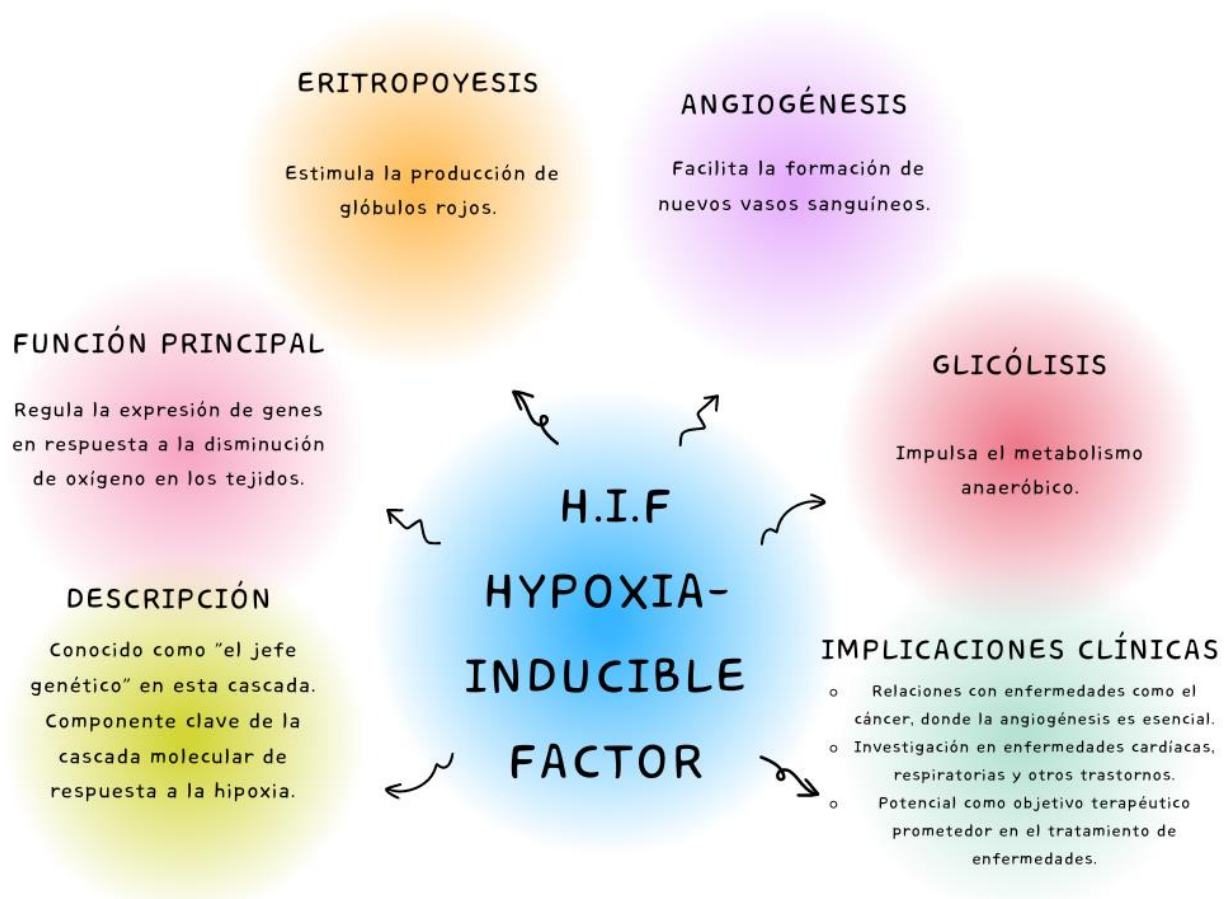 ERITROPOYESIS
Estimula la producción de
glóbulos rojos.
ANGIOGÉNESIS
Facilita la formación de
nuevos vasos sanguíneos.
FUNCIÓN PRINCIPAL
Regula la expresión de genes
en respuesta a la disminución
de oxígeno en los tejidos.
GLICÓLISIS
Impulsa el metabolismo
anaeróbico.
H.I.F
HYPOXIA-
INDUCIBLE
FACTOR
DESCRIPCIÓN
Conocido como "el jefe
genético" en esta cascada.
Componente clave de la
cascada molecular de
respuesta a la hipoxia.
IMPLICACIONES CLÍNICAS
Relaciones con enfermedades como el
cáncer, donde la angiogénesis es esencial.
Investigación en enfermedades cardíacas,
respiratorias y otros trastornos.
Potencial como objetivo terapéutico
prometedor en el tratamiento de
enfermedades.